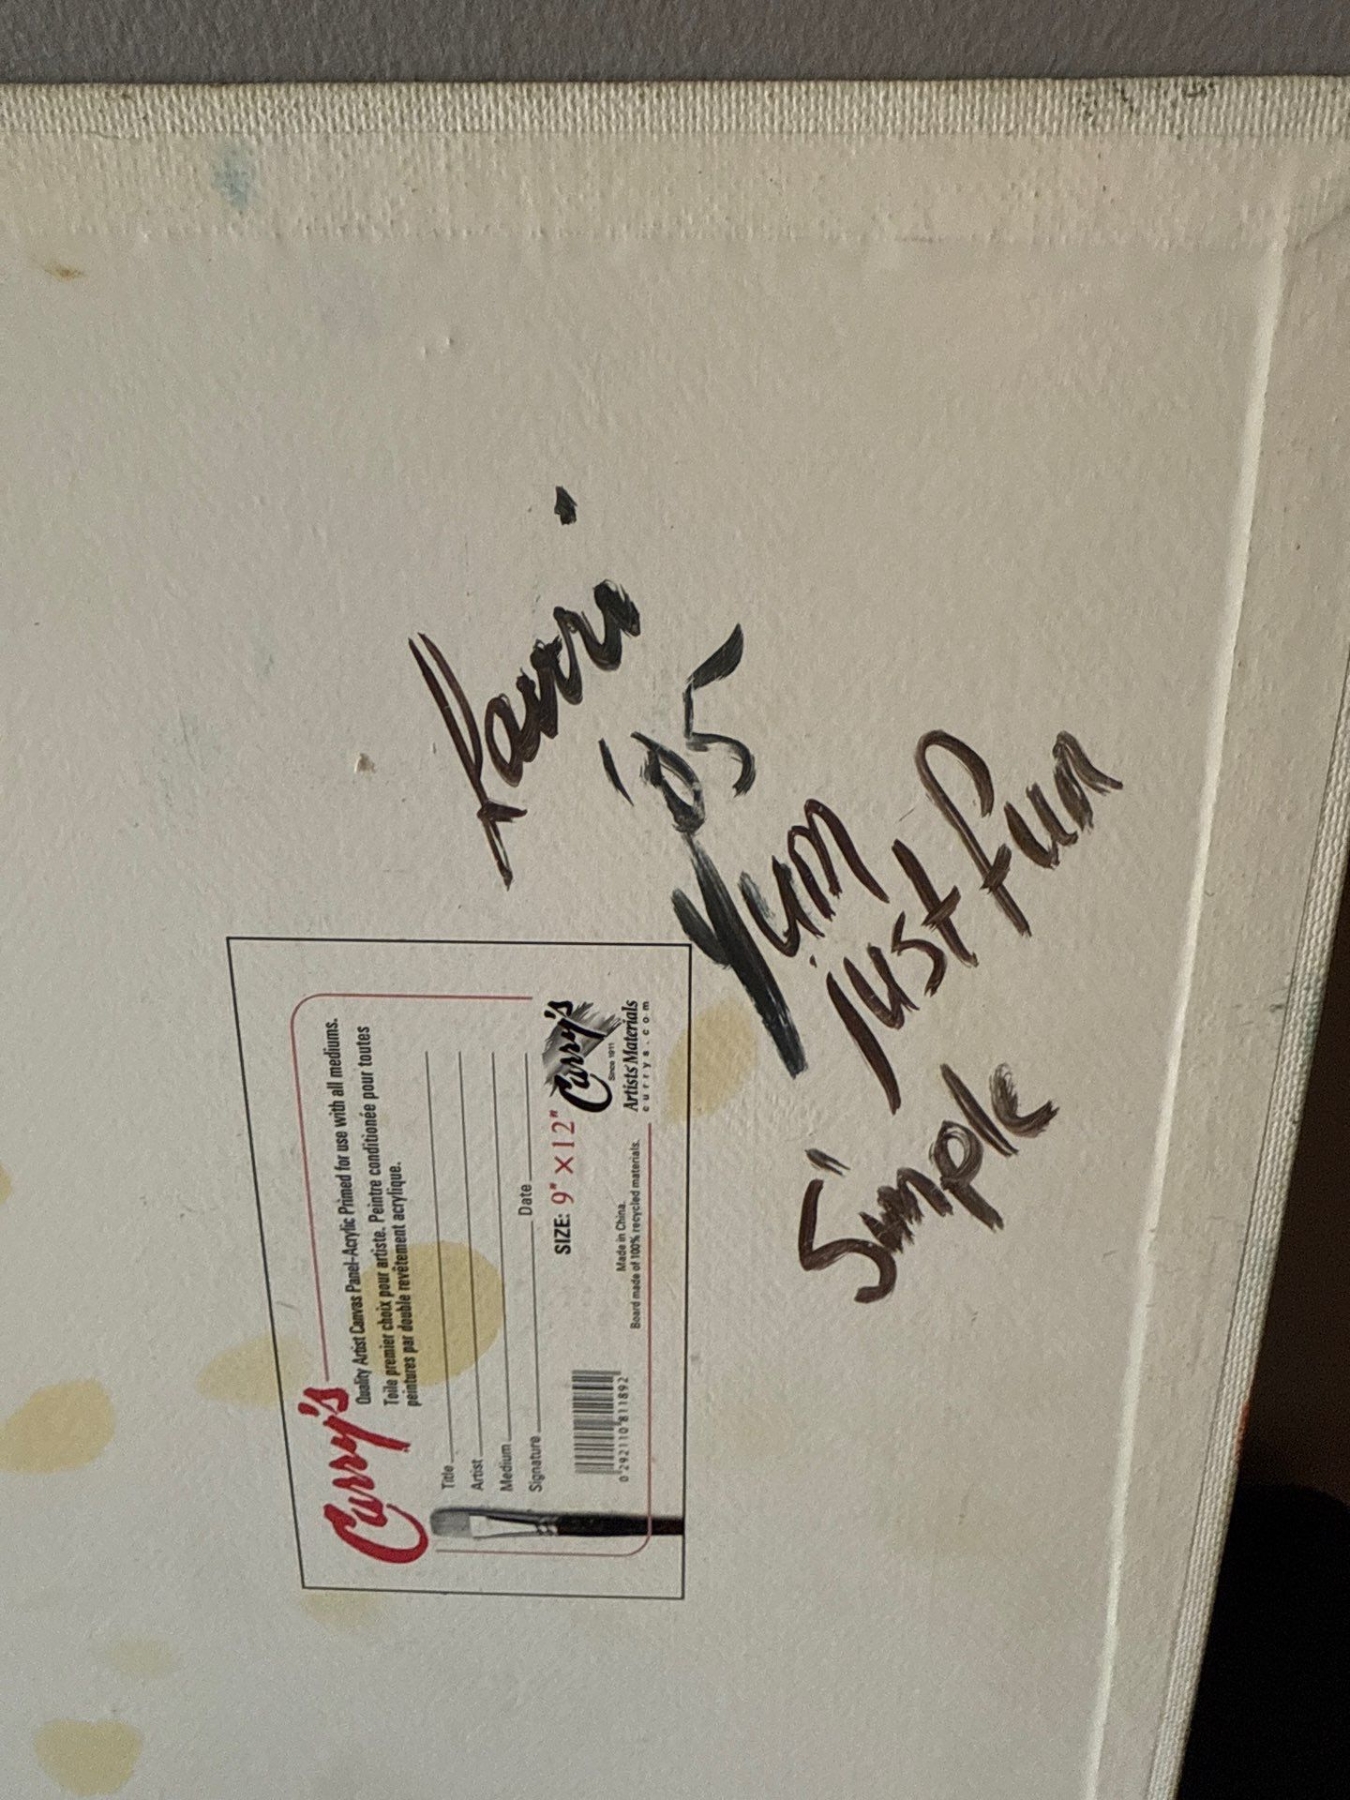 '05
Yum
just fun
Simple
Curry's
Quality Artist Canvas Panel-Acrylic Primed for use with all mediums.
Toile premier choix pour artiste. Peintre conditionée pour toutes
peintures par double revêtement acrylique.
Title
Artist
Medium
Signature Date
SIZE: 9" X 12"
Curry's
Since 1911
Artists' Materials
currys.com
Made in China.
Board made of 100% recycled materials.
0 292110 811892